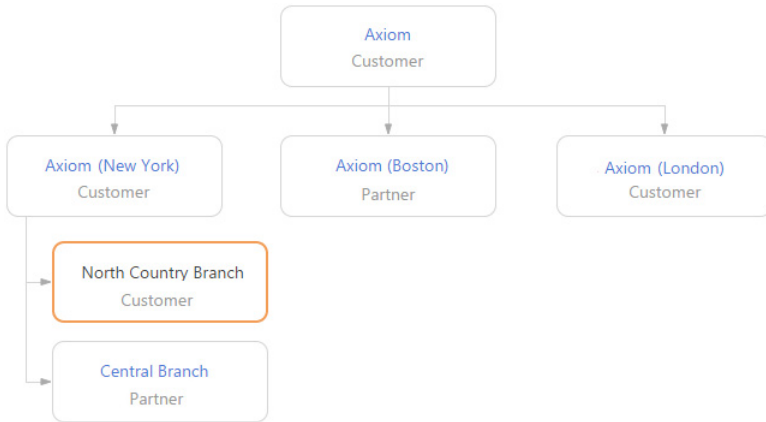 Axiom
Customer
Axiom (New York)
Customer
Axiom (Boston)
Partner
Axiom (London)
Customer
North Country Branch
Customer
Central Branch
Partner